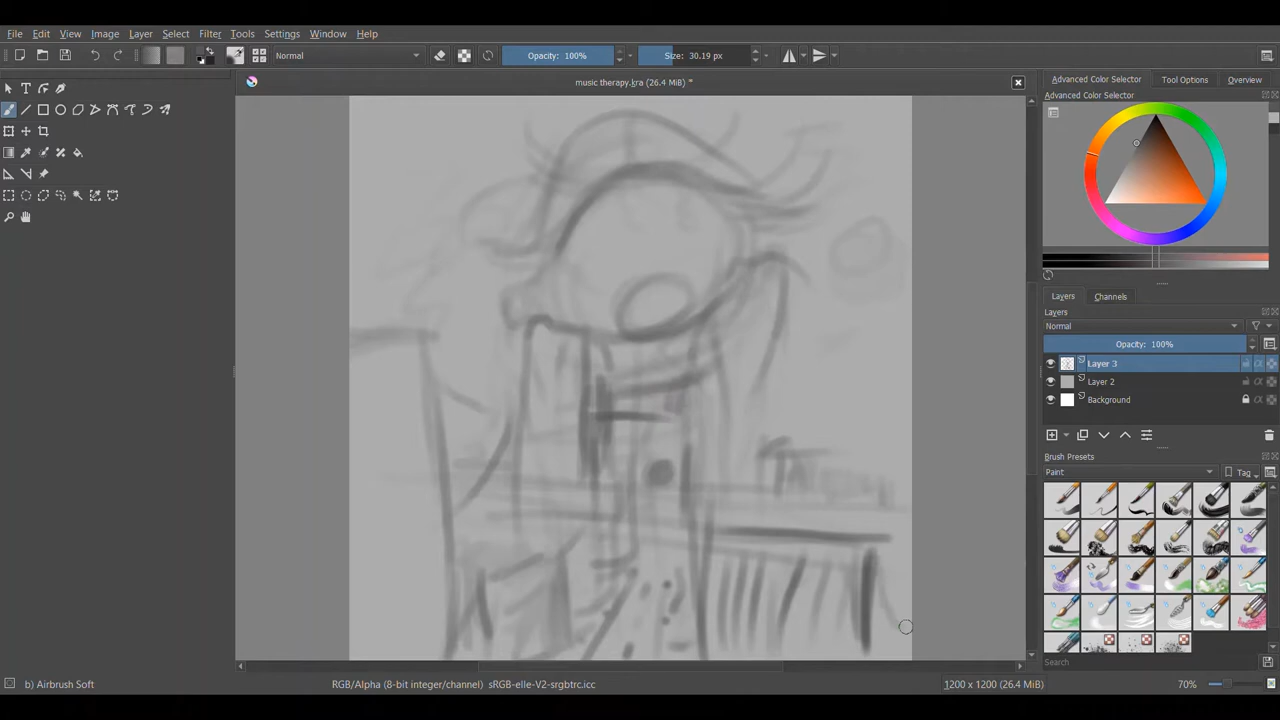 File Edit View Image Layer Select Filter Tools Settings Window Help
Normal Opacity: 100% Size: 30.19 px
music therapy.kra (26.4 MiB) *
Advanced Color Selector Tool Options Overview
Advanced Color Selector
Layers Channels
Layers
Normal
Opacity: 100%
Layer 3
Layer 2
Background
Brush Presets
Paint Tag
Search
b) Airbrush Soft RGB/Alpha (8-bit integer/channel) sRGB-elle-V2-srgbtrc.icc 1200 x 1200 (26.4 MiB) 70%